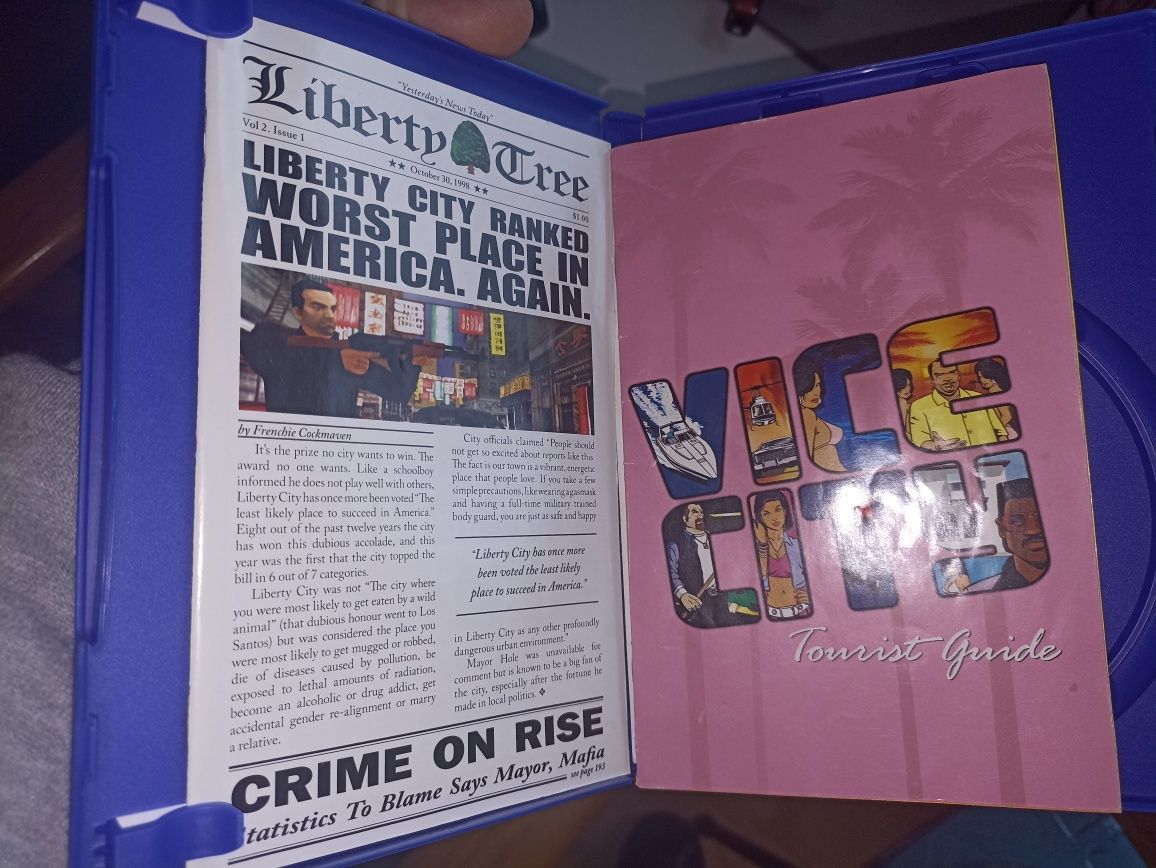 "Yesterday's News Today"
Liberty Tree
Vol 2. Issue 1
★★ October 30, 1998 ★★
$1.00
LIBERTY CITY RANKED
WORST PLACE IN
AMERICA. AGAIN.
by Frenchie Cockmaven
It's the prize no city wants to win. The
award no one wants. Like a schoolboy
informed he does not play well with others,
Liberty City has once more been voted "The
least likely place to succeed in America."
Eight out of the past twelve years the city
has won this dubious accolade, and this
year was the first that the city topped the
bill in 6 out of 7 categories.
Liberty City was not "The city where
you were most likely to get eaten by a wild
animal" (that dubious honour went to Los
Santos) but was considered the place you
were most likely to get mugged or robbed,
die of diseases caused by pollution, be
exposed to lethal amounts of radiation,
become an alcoholic or drug addict, get
accidental gender re-alignment or marry
a relative.
City officials claimed "People should
not get so excited about reports like this.
The fact is our town is a vibrant, energetic
place that people love. If you take a few
simple precautions, like wearing a gasmask
and having a full-time military trained
body guard, you are just as safe and happy
"Liberty City has once more
been voted the least likely
place to succeed in America."
in Liberty City as any other profoundly
dangerous urban environment."
Mayor Hole was unavailable for
comment but is known to be a big fan of
the city, especially after the fortune he
made in local politics. ❖
CRIME ON RISE
tatistics To Blame Says Mayor, Mafia
see page 193
VICE
CITY
Tourist Guide